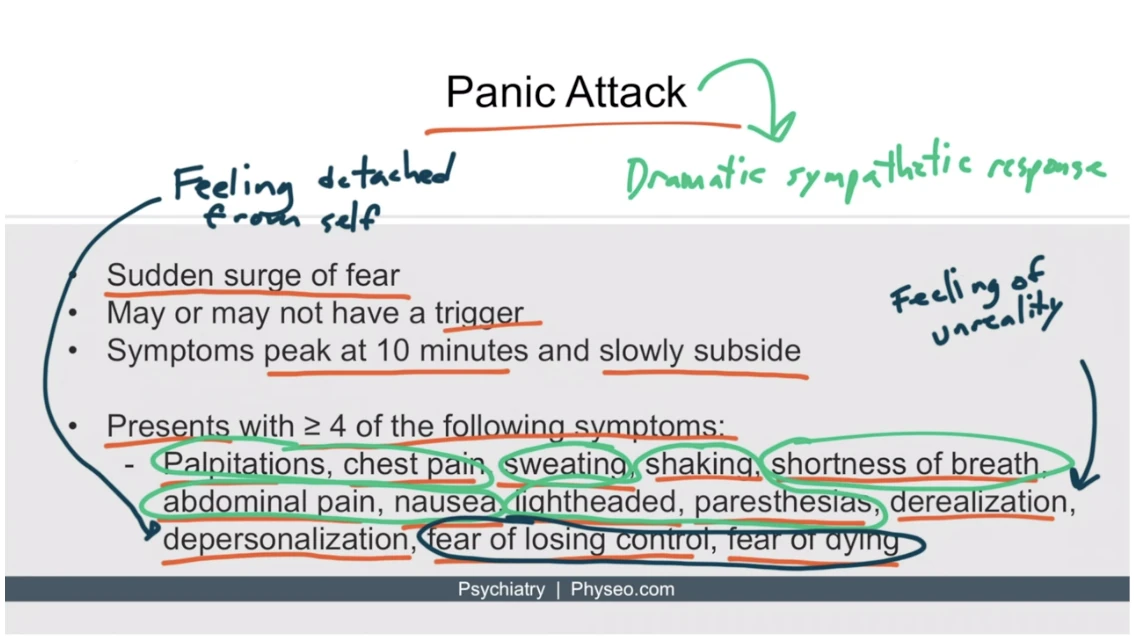 Panic Attack
Dramatic sympathetic response
Feeling detached
from self
• Sudden surge of fear
• May or may not have a trigger
• Symptoms peak at 10 minutes and slowly subside
Feeling of
unreality
• Presents with ≥ 4 of the following symptoms:
- Palpitations, chest pain, sweating, shaking, shortness of breath,
abdominal pain, nausea, lightheaded, paresthesias, derealization,
depersonalization, fear of losing control, fear of dying
Psychiatry | Physeo.com